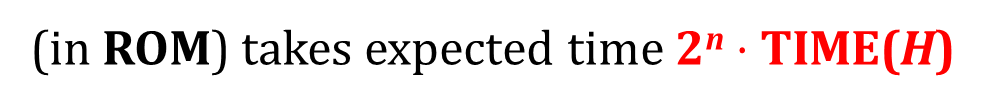 (in ROM) takes expected time 2ⁿ · TIME(H)